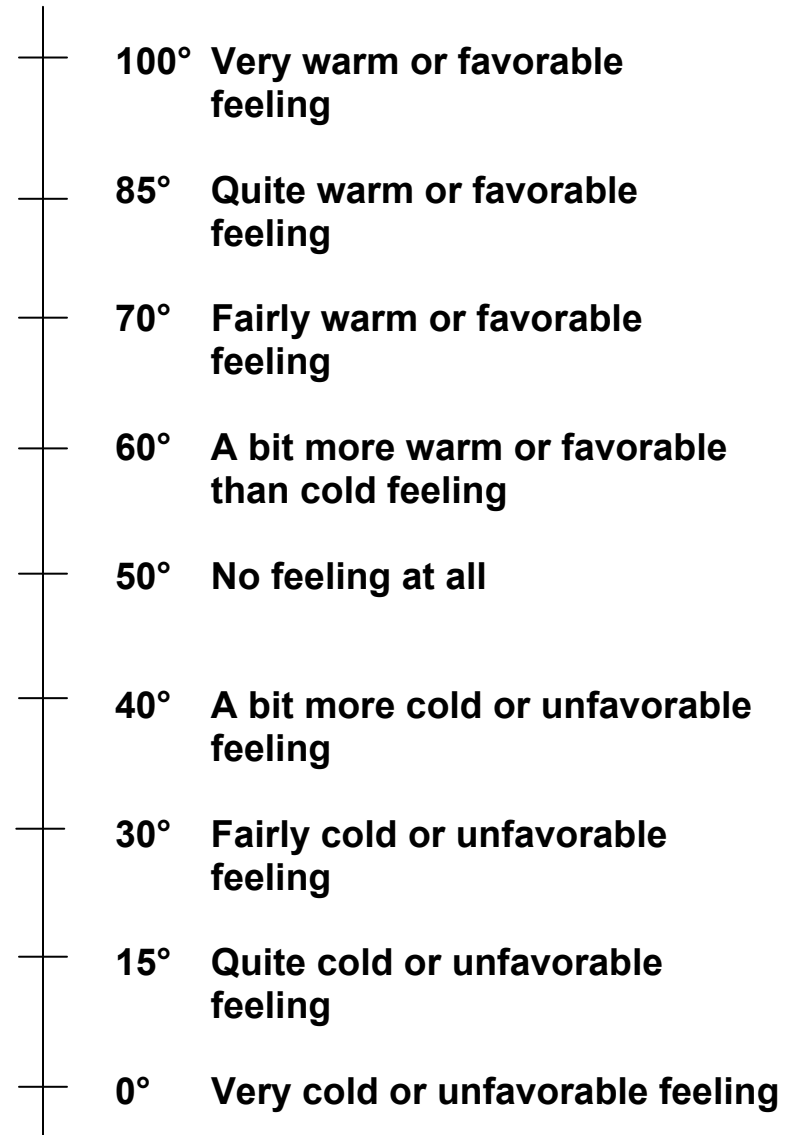 100° Very warm or favorable
feeling
85° Quite warm or favorable
feeling
70° Fairly warm or favorable
feeling
60° A bit more warm or favorable
than cold feeling
50° No feeling at all
40° A bit more cold or unfavorable
feeling
30° Fairly cold or unfavorable
feeling
15° Quite cold or unfavorable
feeling
0° Very cold or unfavorable feeling